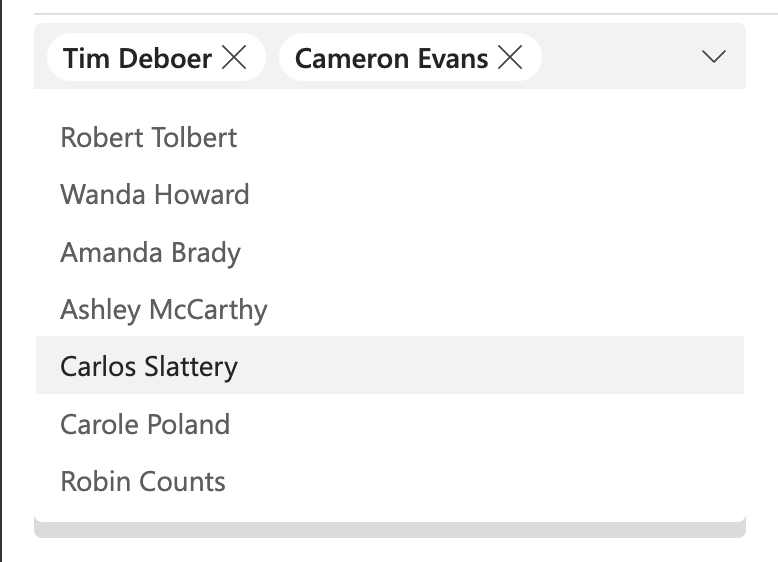 Tim Deboer Cameron Evans
Robert Tolbert
Wanda Howard
Amanda Brady
Ashley McCarthy
Carlos Slattery
Carole Poland
Robin Counts